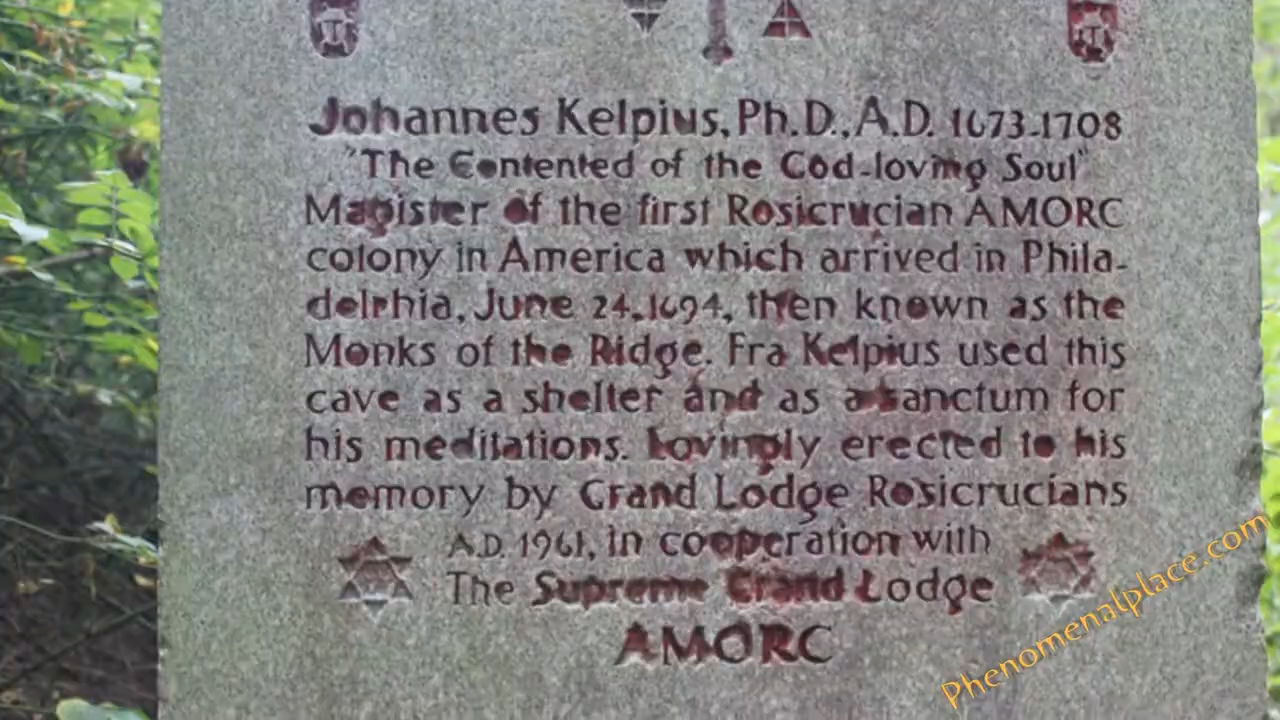 Johannes Kelpius, Ph.D., A.D. 1673-1708
"The Contented of the God-loving Soul"
Magister of the first Rosicrucian AMORC
colony in America which arrived in Phila-
delphia, June 24, 1694, then known as the
Monks of the Ridge. Fra Kelpius used this
cave as a shelter and as a sanctum for
his meditations. Lovingly erected to his
memory by Grand Lodge Rosicrucians
A.D. 1961, in cooperation with
The Supreme Grand Lodge
AMORC
Phenomenalplace.com